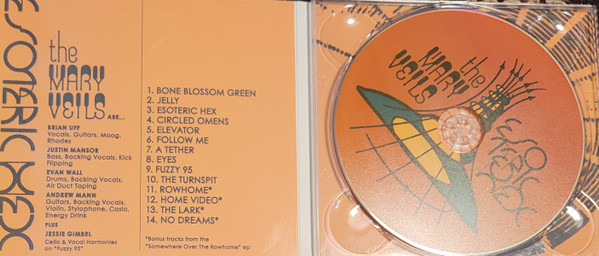 ESOTERIC HEX
the
MARY
VEILS
ARE...
BRIAN UFF
Vocals, Guitars, Moog,
Rhodes
JUSTIN MANSOR
Bass, Backing Vocals, Kick
Flipping
EVAN WALL
Drums, Backing Vocals,
Air Duct Taping
ANDREW MANN
Guitars, Backing Vocals,
Violin, Stylophone, Casio,
Energy Drink
PLUS
JESSIE GIMBEL
Cello & Vocal Harmonies
on "Fuzzy 95"
1. BONE BLOSSOM GREEN
2. JELLY
3. ESOTERIC HEX
4. CIRCLED OMENS
5. ELEVATOR
6. FOLLOW ME
7. A TETHER
8. EYES
9. FUZZY 95
10. THE TURNSPIT
11. ROWHOME*
12. HOME VIDEO*
13. THE LARK*
14. NO DREAMS*
*Bonus tracks from the
"Somewhere Over The Rowhome" ep
the
MARY
VEILS
ESOTERIC
HEX